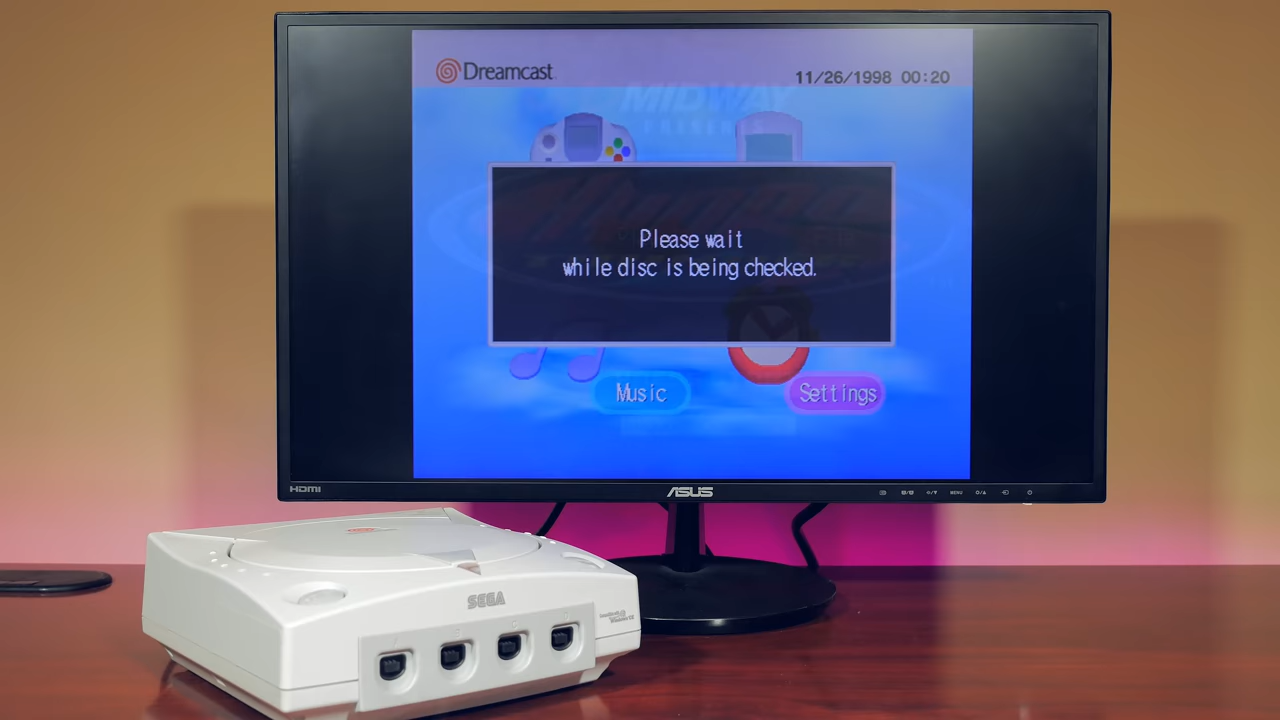 Dreamcast
11/26/1998 00:20
MIDWAY
Please wait
while disc is being checked.
Music
Settings
HDMI
ASUS
MENU
SEGA